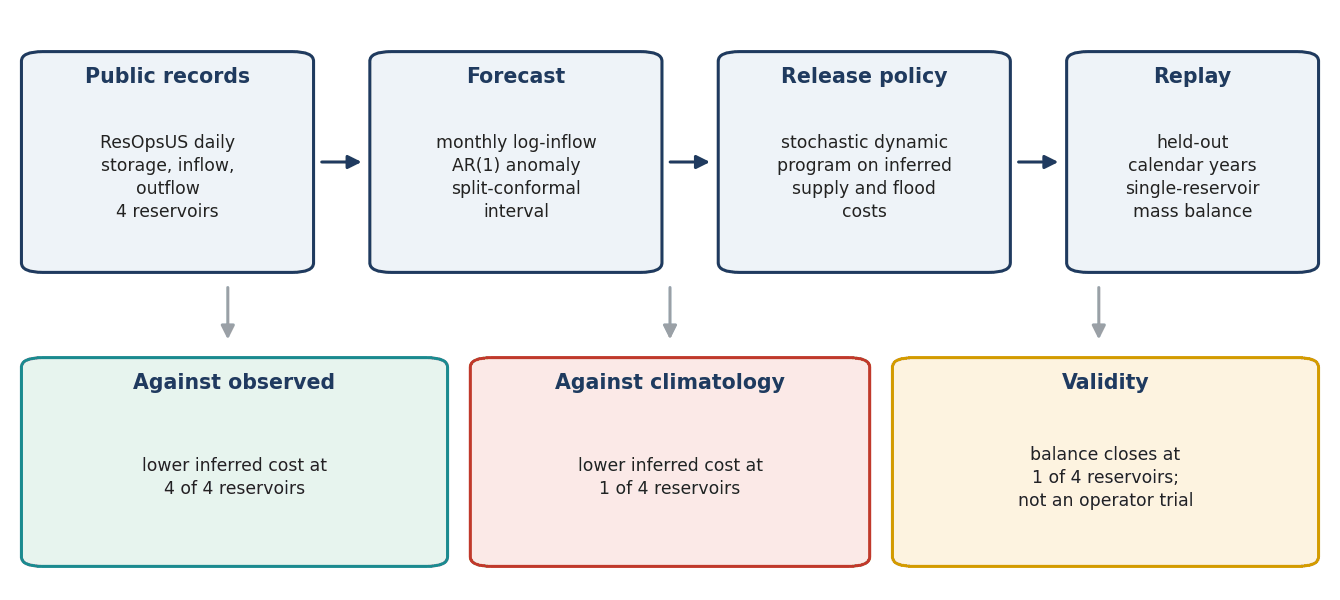 Public records
ResOpsUS daily
storage, inflow,
outflow
4 reservoirs
Forecast
monthly log-inflow
AR(1) anomaly
split-conformal
interval
Release policy
stochastic dynamic
program on inferred
supply and flood
costs
Replay
held-out
calendar years
single-reservoir
mass balance
Against observed
lower inferred cost at
4 of 4 reservoirs
Against climatology
lower inferred cost at
1 of 4 reservoirs
Validity
balance closes at
1 of 4 reservoirs;
not an operator trial